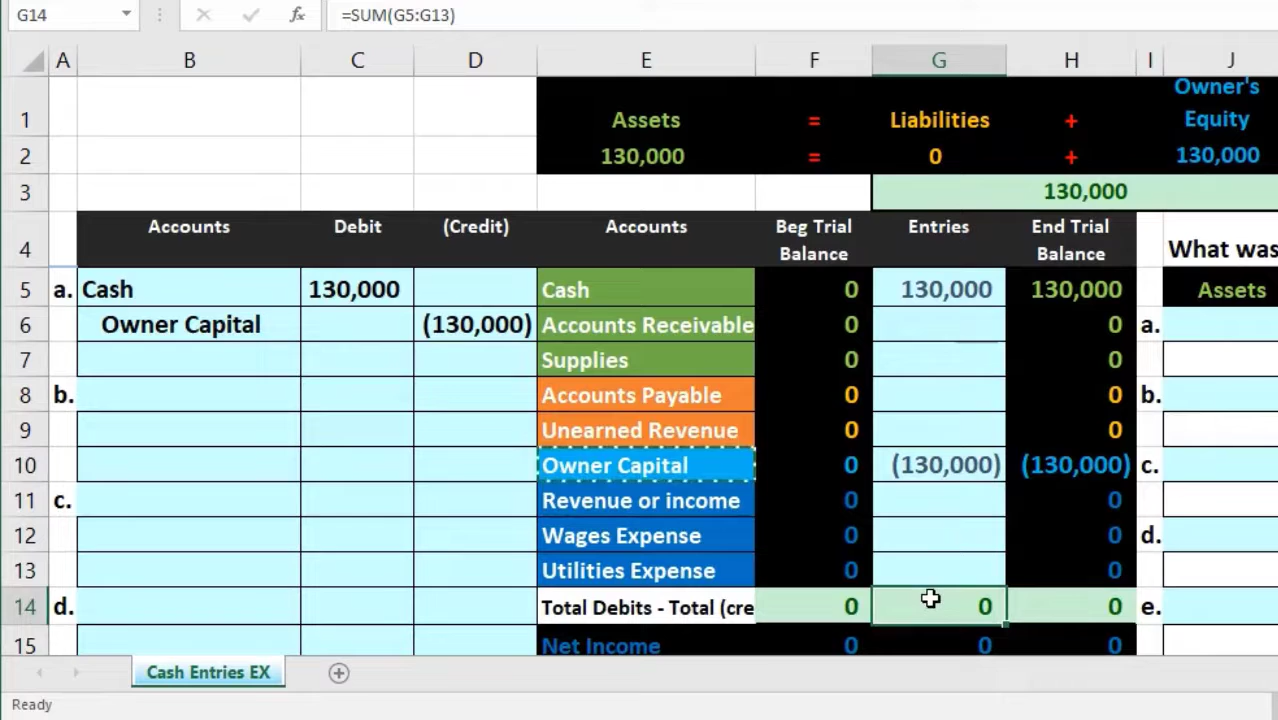 G14 =SUM(G5:G13)
A B C D E F G H I J
Owner's
1 Assets = Liabilities + Equity
2 130,000 = 0 + 130,000
3 130,000
4 Accounts Debit (Credit) Accounts Beg Trial Balance Entries End Trial Balance What was
5 a. Cash 130,000 Cash 0 130,000 130,000 Assets
6 Owner Capital (130,000) Accounts Receivable 0 0 a.
7 Supplies 0 0
8 b. Accounts Payable 0 0 b.
9 Unearned Revenue 0 0
10 Owner Capital 0 (130,000) (130,000) c.
11 c. Revenue or income 0 0
12 Wages Expense 0 0 d.
13 Utilities Expense 0 0
14 d. Total Debits - Total (cre 0 0 0 e.
15 Net Income 0 0 0
Cash Entries EX
Ready